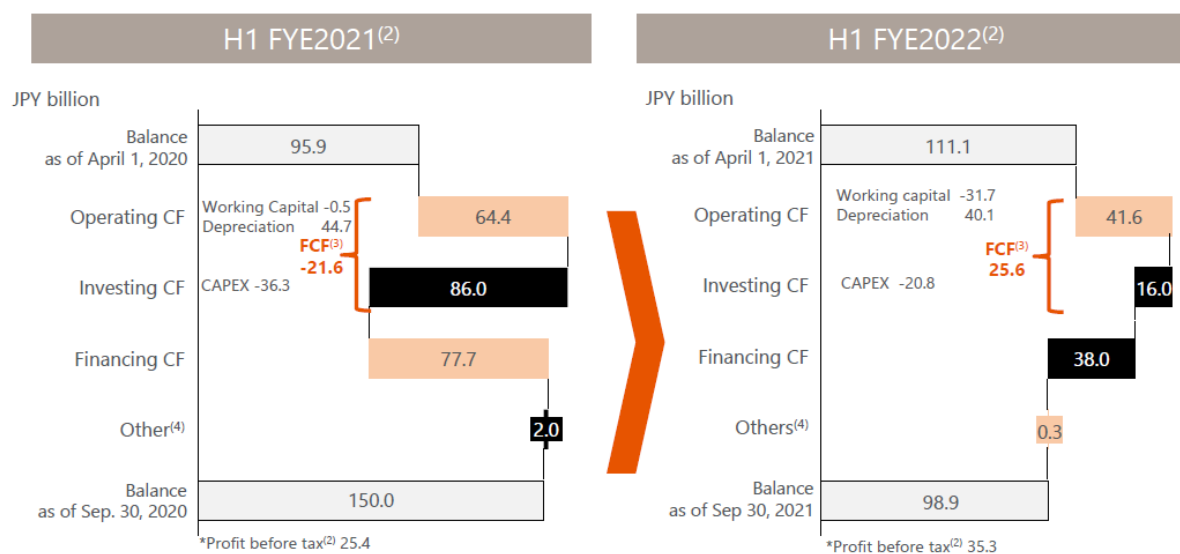 H1 FYE2021(2)
JPY billion
Balance
as of April 1, 2020
95.9
Operating CF
Working Capital -0.5
Depreciation 44.7
64.4
FCF(3)
-21.6
Investing CF
CAPEX -36.3
86.0
Financing CF
77.7
Other(4)
2.0
Balance
as of Sep. 30, 2020
150.0
*Profit before tax(2) 25.4
H1 FYE2022(2)
JPY billion
Balance
as of April 1, 2021
111.1
Operating CF
Working capital -31.7
Depreciation 40.1
41.6
FCF(3)
25.6
Investing CF
CAPEX -20.8
16.0
Financing CF
38.0
Others(4)
0.3
Balance
as of Sep 30, 2021
98.9
*Profit before tax(2) 35.3